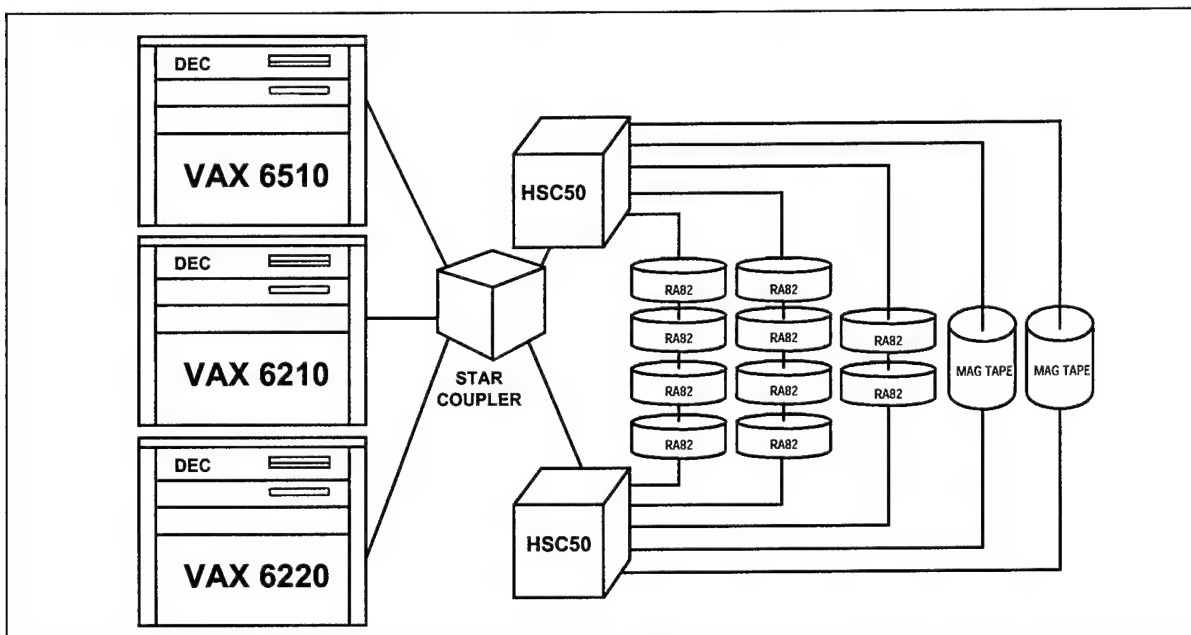 DEC
VAX 6510
DEC
VAX 6210
DEC
VAX 6220
STAR
COUPLER
HSC50
HSC50
RA82
RA82
RA82
RA82
RA82
RA82
RA82
RA82
RA82
RA82
MAG TAPE
MAG TAPE